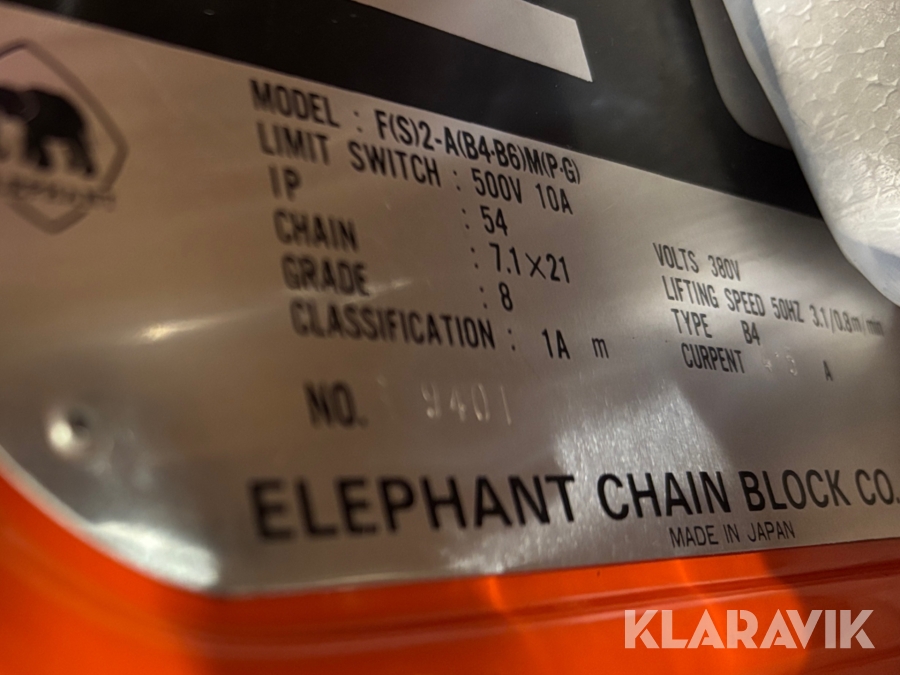 MODEL : F(S)2-A(B4·B6)M(P·G)
LIMIT SWITCH : 500V 10A
IP : 54
CHAIN : 7.1×21
GRADE : 8
CLASSIFICATION : 1A m
VOLTS 380V
LIFTING SPEED 50HZ 3.1/0.8m/min
TYPE B4
CURPENT A
NO. 9401
ELEPHANT CHAIN BLOCK CO.
MADE IN JAPAN
KLARAVIK